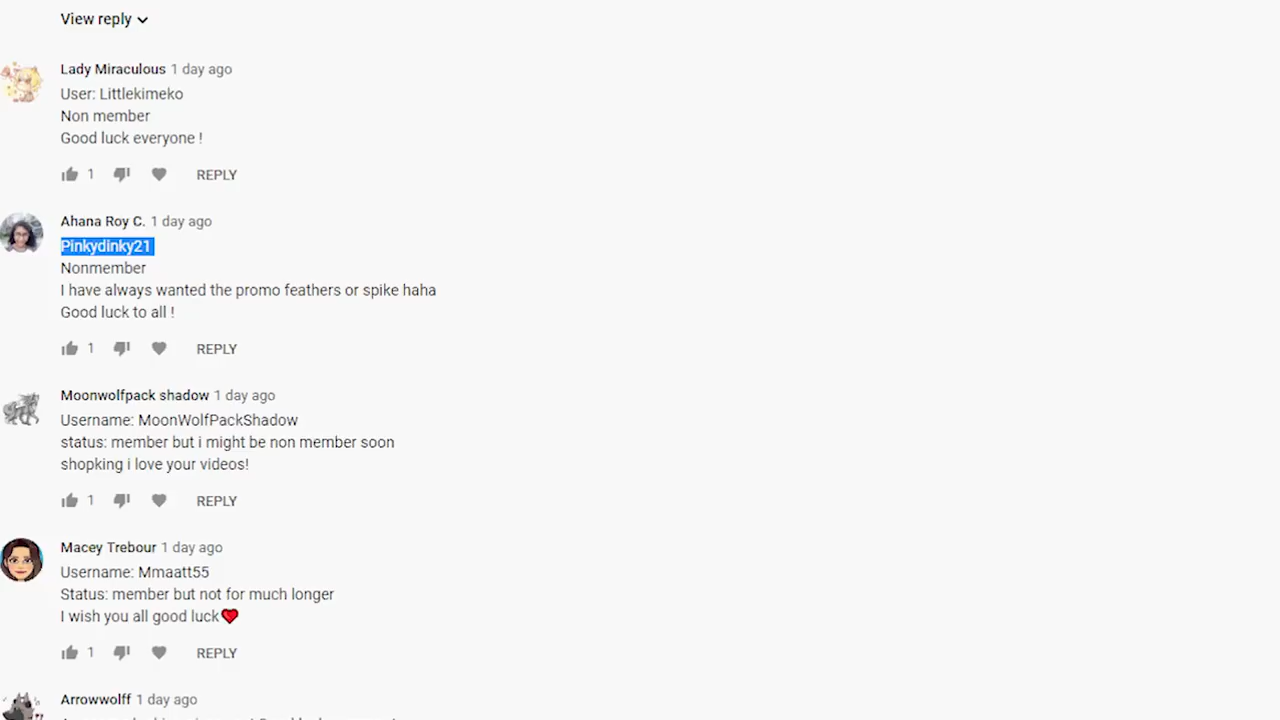 View reply
Lady Miraculous 1 day ago
User: Littlekimeko
Non member
Good luck everyone !
1 REPLY
Ahana Roy C. 1 day ago
Pinkydinky21
Nonmember
I have always wanted the promo feathers or spike haha
Good luck to all !
1 REPLY
Moonwolfpack shadow 1 day ago
Username: MoonWolfPackShadow
status: member but i might be non member soon
shopking i love your videos!
1 REPLY
Macey Trebour 1 day ago
Username: Mmaatt55
Status: member but not for much longer
I wish you all good luck❤
1 REPLY
Arrowwolff 1 day ago